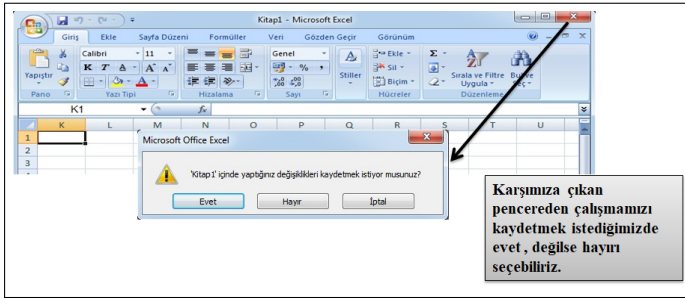 Kitap1 - Microsoft Excel
Giriş Ekle Sayfa Düzeni Formüller Veri Gözden Geçir Görünüm
Calibri 11 Genel Ekle
K T A Sil
Yapıştır Stiller Biçim Sırala ve Filtre Uygula Bul ve Seç
Pano Yazı Tipi Hizalama Sayı Hücreler Düzenleme
K1 fx
K L M N O P Q R S T U
1
2
3
Microsoft Office Excel
'Kitap1' içinde yaptığınız değişiklikleri kaydetmek istiyor musunuz?
Evet Hayır İptal
Karşımıza çıkan
pencereden çalışmamızı
kaydetmek istediğimizde
evet , değilse hayırı
seçebiliriz.